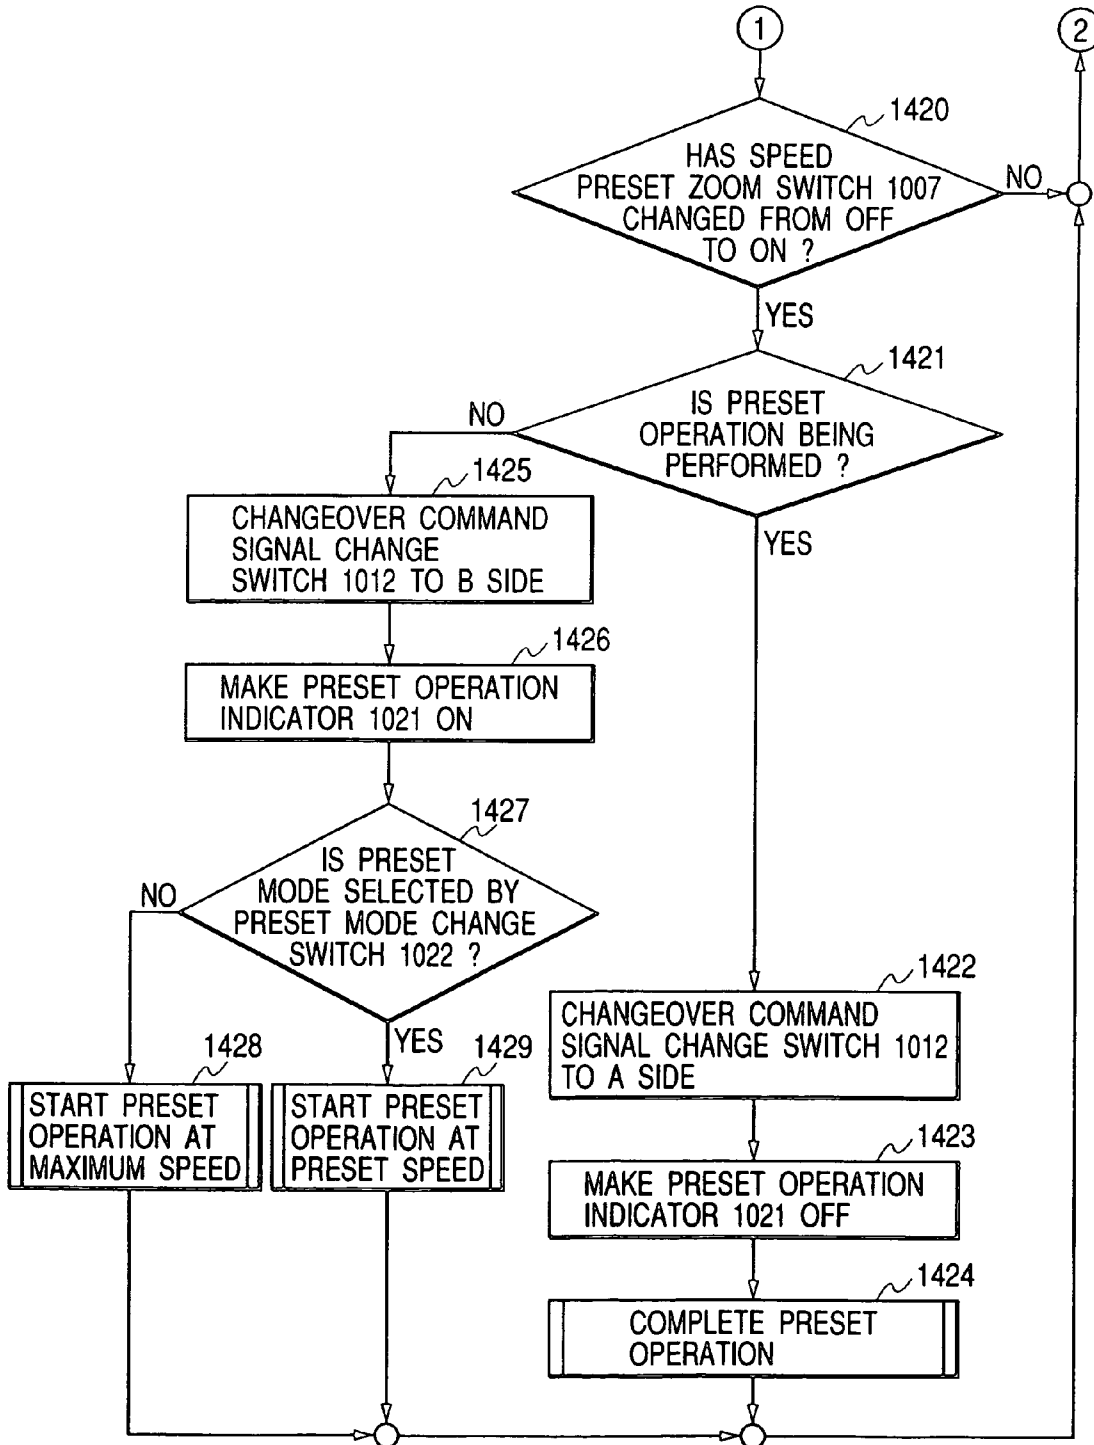 1
2
1420
HAS SPEED
PRESET ZOOM SWITCH 1007
CHANGED FROM OFF
TO ON ?
NO
YES
1421
IS PRESET
OPERATION BEING
PERFORMED ?
NO
YES
1425
CHANGEOVER COMMAND
SIGNAL CHANGE
SWITCH 1012 TO B SIDE
1426
MAKE PRESET OPERATION
INDICATOR 1021 ON
1427
IS PRESET
MODE SELECTED BY
PRESET MODE CHANGE
SWITCH 1022 ?
NO
YES
1428
START PRESET
OPERATION AT
MAXIMUM SPEED
1429
START PRESET
OPERATION AT
PRESET SPEED
1422
CHANGEOVER COMMAND
SIGNAL CHANGE SWITCH 1012
TO A SIDE
1423
MAKE PRESET OPERATION
INDICATOR 1021 OFF
1424
COMPLETE PRESET
OPERATION